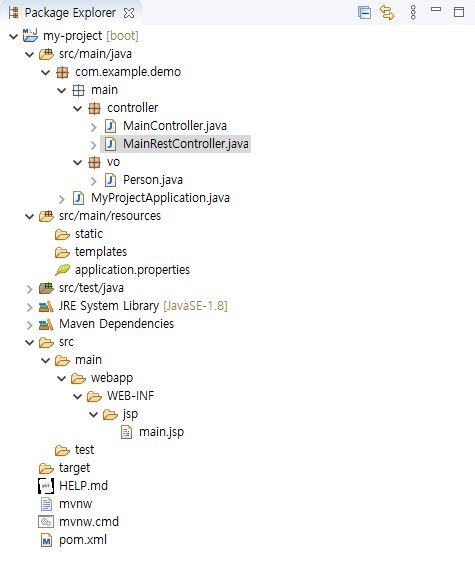 Package Explorer
my-project [boot]
src/main/java
com.example.demo
main
controller
MainController.java
MainRestController.java
vo
Person.java
MyProjectApplication.java
src/main/resources
static
templates
application.properties
src/test/java
JRE System Library [JavaSE-1.8]
Maven Dependencies
src
main
webapp
WEB-INF
jsp
main.jsp
test
target
HELP.md
mvnw
mvnw.cmd
pom.xml